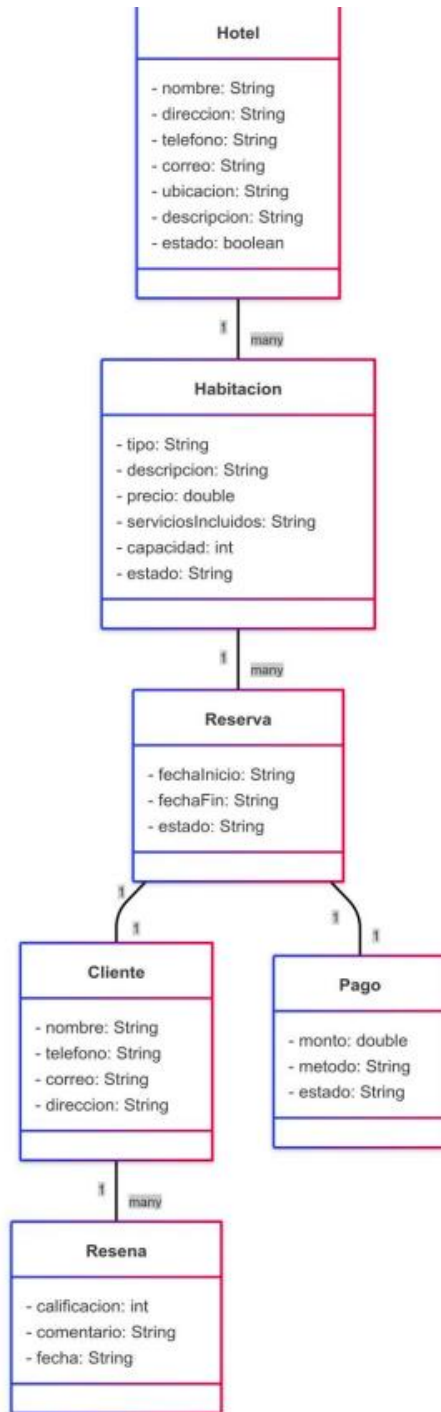 Hotel
- nombre: String
- direccion: String
- telefono: String
- correo: String
- ubicacion: String
- descripcion: String
- estado: boolean
1
many
Habitacion
- tipo: String
- descripcion: String
- precio: double
- serviciosIncluidos: String
- capacidad: int
- estado: String
1
many
Reserva
- fechaInicio: String
- fechaFin: String
- estado: String
1
1
1
1
Cliente
- nombre: String
- telefono: String
- correo: String
- direccion: String
Pago
- monto: double
- metodo: String
- estado: String
1
many
Resena
- calificacion: int
- comentario: String
- fecha: String